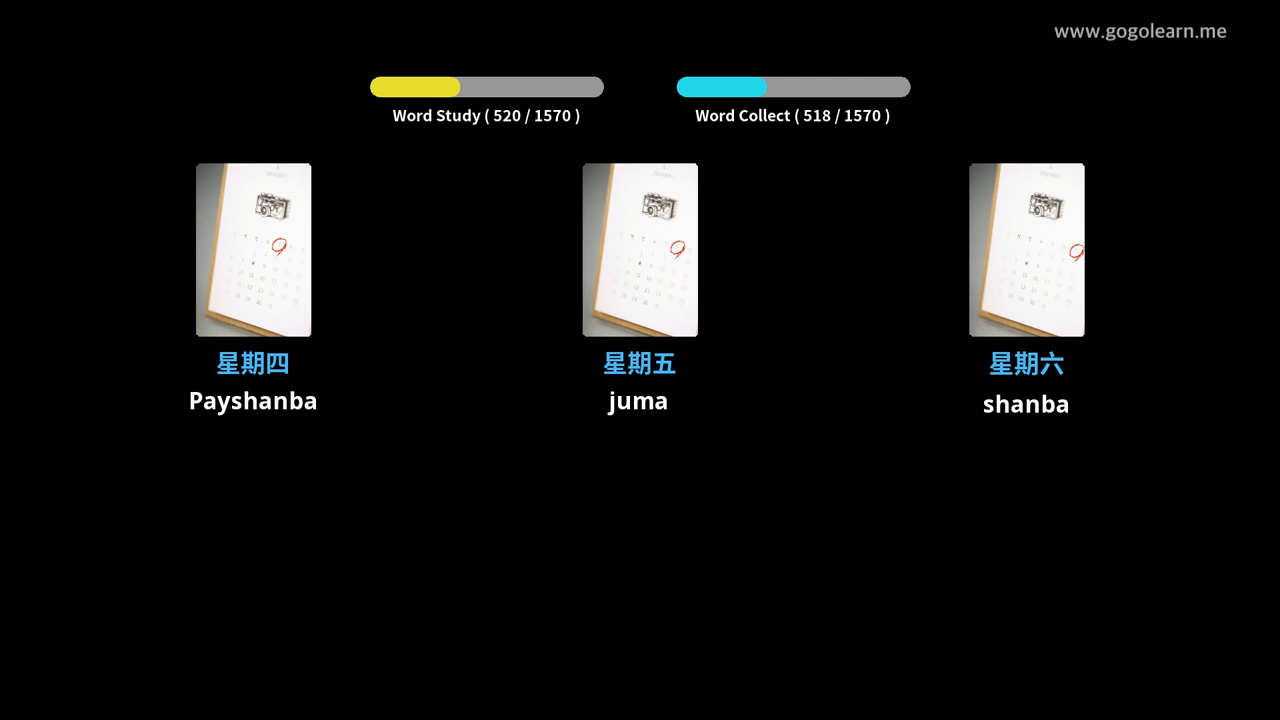 www.gogolearn.me
Word Study ( 520 / 1570 )
Word Collect ( 518 / 1570 )
星期四
Payshanba
星期五
juma
星期六
shanba